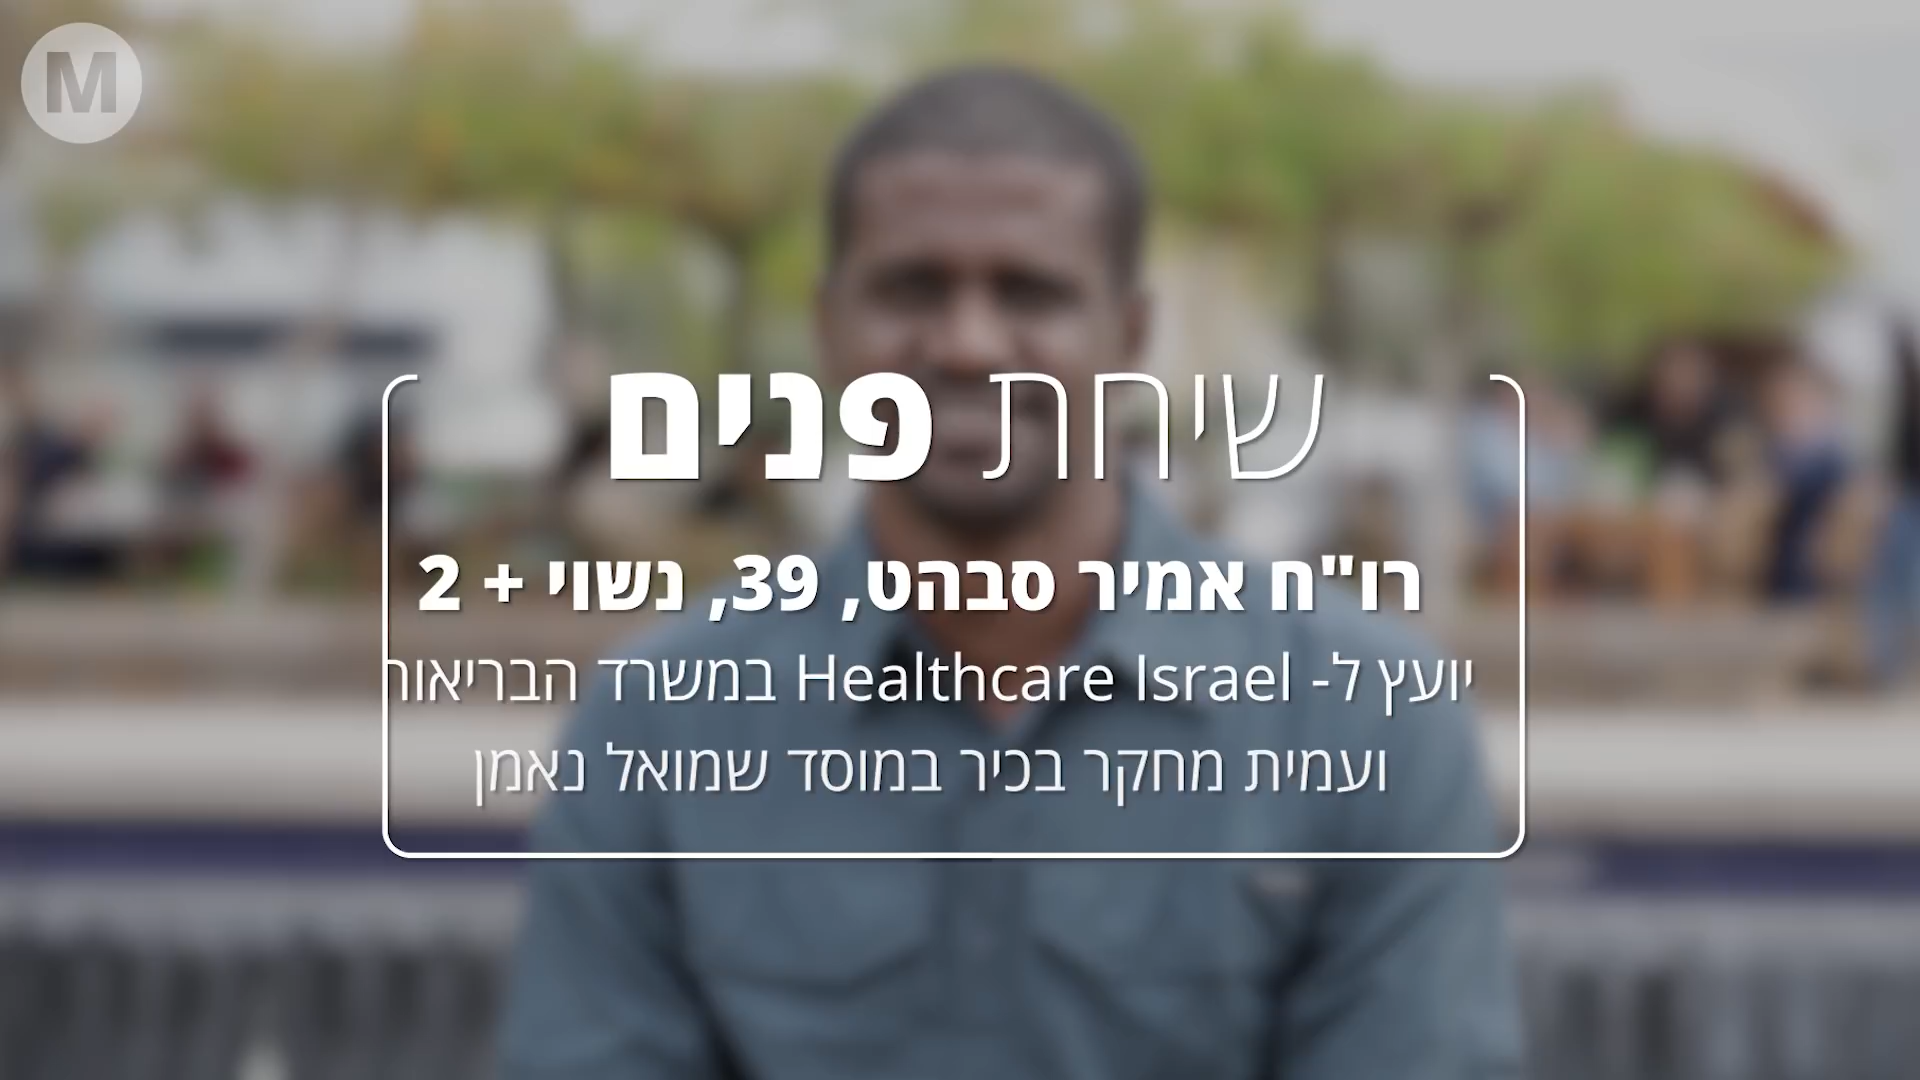 M
שיחת פנים
רו"ח אמיר סבהט, 39, נשוי + 2
יועץ ל- Healthcare Israel במשרד הבריאות
ועמית מחקר בכיר במוסד שמואל נאמן